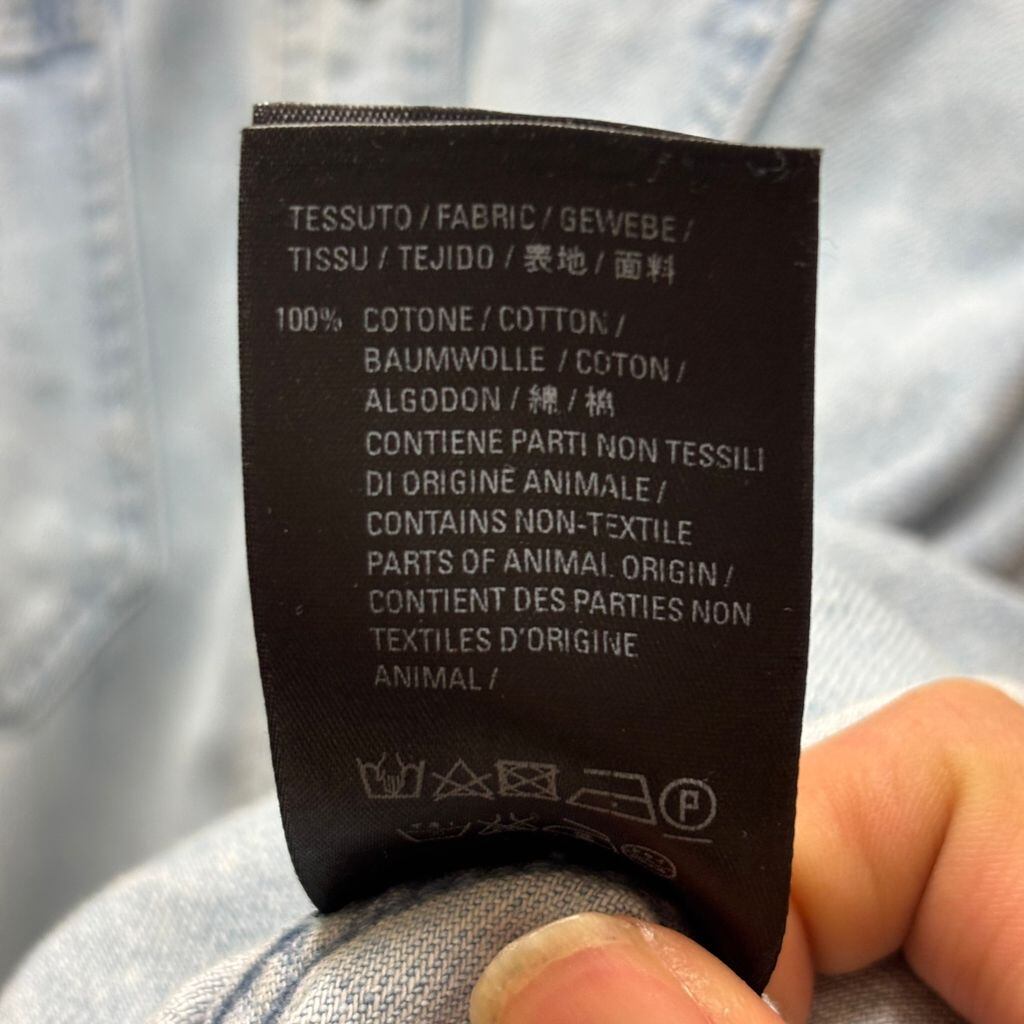 TESSUTO / FABRIC / GEWEBE /
TISSU / TEJIDO / 表地 / 面料
100% COTONE / COTTON /
BAUMWOLLE / COTON /
ALGODON / 綿 / 棉
CONTIENE PARTI NON TESSILI
DI ORIGINE ANIMALE /
CONTAINS NON-TEXTILE
PARTS OF ANIMAL ORIGIN /
CONTIENT DES PARTIES NON
TEXTILES D'ORIGINE
ANIMAL /
P